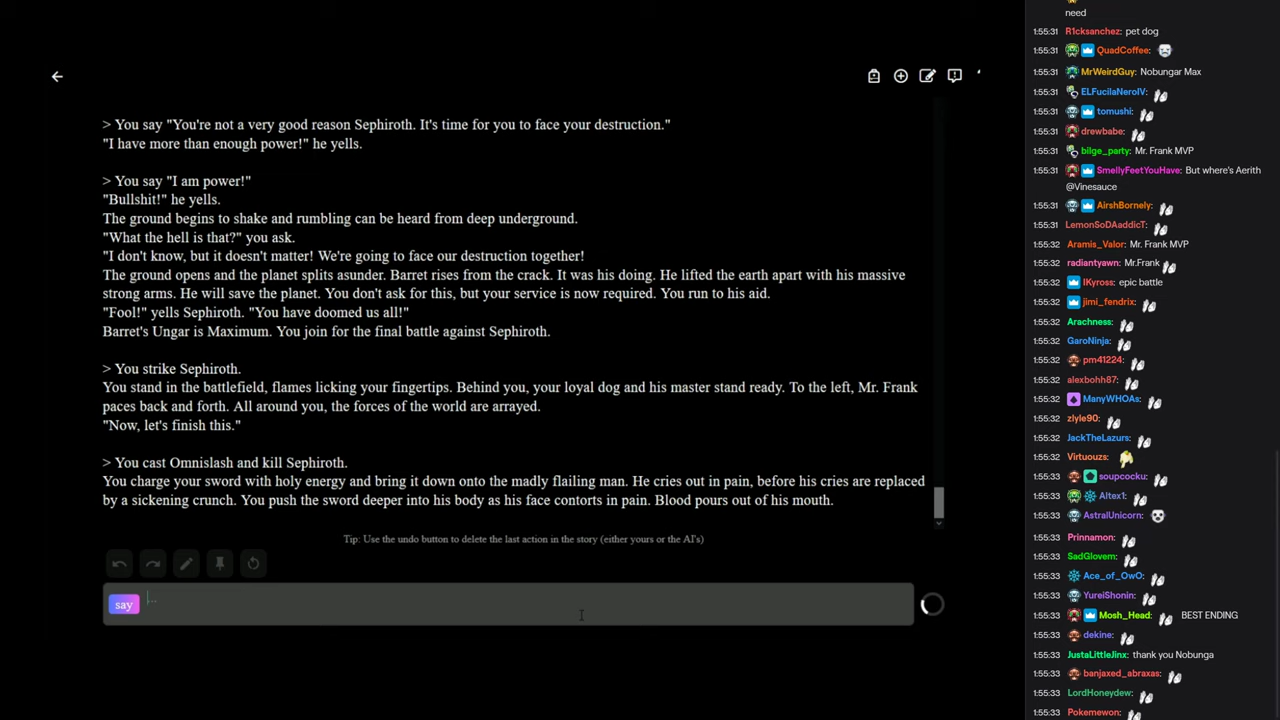 > You say "You're not a very good reason Sephiroth. It's time for you to face your destruction."
"I have more than enough power!" he yells.
> You say "I am power!"
"Bullshit!" he yells.
The ground begins to shake and rumbling can be heard from deep underground.
"What the hell is that?" you ask.
"I don't know, but it doesn't matter! We're going to face our destruction together!
The ground opens and the planet splits asunder. Barret rises from the crack. It was his doing. He lifted the earth apart with his massive
strong arms. He will save the planet. You don't ask for this, but your service is now required. You run to his aid.
"Fool!" yells Sephiroth. "You have doomed us all!"
Barret's Ungar is Maximum. You join for the final battle against Sephiroth.
> You strike Sephiroth.
You stand in the battlefield, flames licking your fingertips. Behind you, your loyal dog and his master stand ready. To the left, Mr. Frank
paces back and forth. All around you, the forces of the world are arrayed.
"Now, let's finish this."
> You cast Omnislash and kill Sephiroth.
You charge your sword with holy energy and bring it down onto the madly flailing man. He cries out in pain, before his cries are replaced
by a sickening crunch. You push the sword deeper into his body as his face contorts in pain. Blood pours out of his mouth.
Tip: Use the undo button to delete the last action in the story (either yours or the AI's)
say ...
need
1:55:31 R1cksanchez: pet dog
1:55:31 QuadCoffee:
1:55:31 MrWeirdGuy: Nobungar Max
1:55:31 ELFucilaNeroIV:
1:55:31 tomushi:
1:55:31 drewbabe:
1:55:31 bilge_party: Mr. Frank MVP
1:55:31 SmellyFeetYouHave: But where's Aerith
@Vinesauce
1:55:31 AirshBornely:
1:55:31 LemonSoDAaddicT:
1:55:32 Aramis_Valor: Mr. Frank MVP
1:55:32 radiantyawn: Mr.Frank
1:55:32 IKyross: epic battle
1:55:32 jimi_fendrix:
1:55:32 Arachness:
1:55:32 GaroNinja:
1:55:32 pm41224:
1:55:32 alexbohh87:
1:55:32 ManyWHOAs:
1:55:32 zlyle90:
1:55:32 JackTheLazurs:
1:55:32 Virtuouzs:
1:55:33 soupcocku:
1:55:33 Altex1:
1:55:33 AstralUnicorn:
1:55:33 Prinnamon:
1:55:33 SadGlovem:
1:55:33 Ace_of_OwO:
1:55:33 YureiShonin:
1:55:33 Mosh_Head: BEST ENDING
1:55:33 dekine:
1:55:33 JustaLittleJinx: thank you Nobunga
1:55:33 banjaxed_abraxas:
1:55:33 LordHoneydew:
1:55:33 Pokemewon: